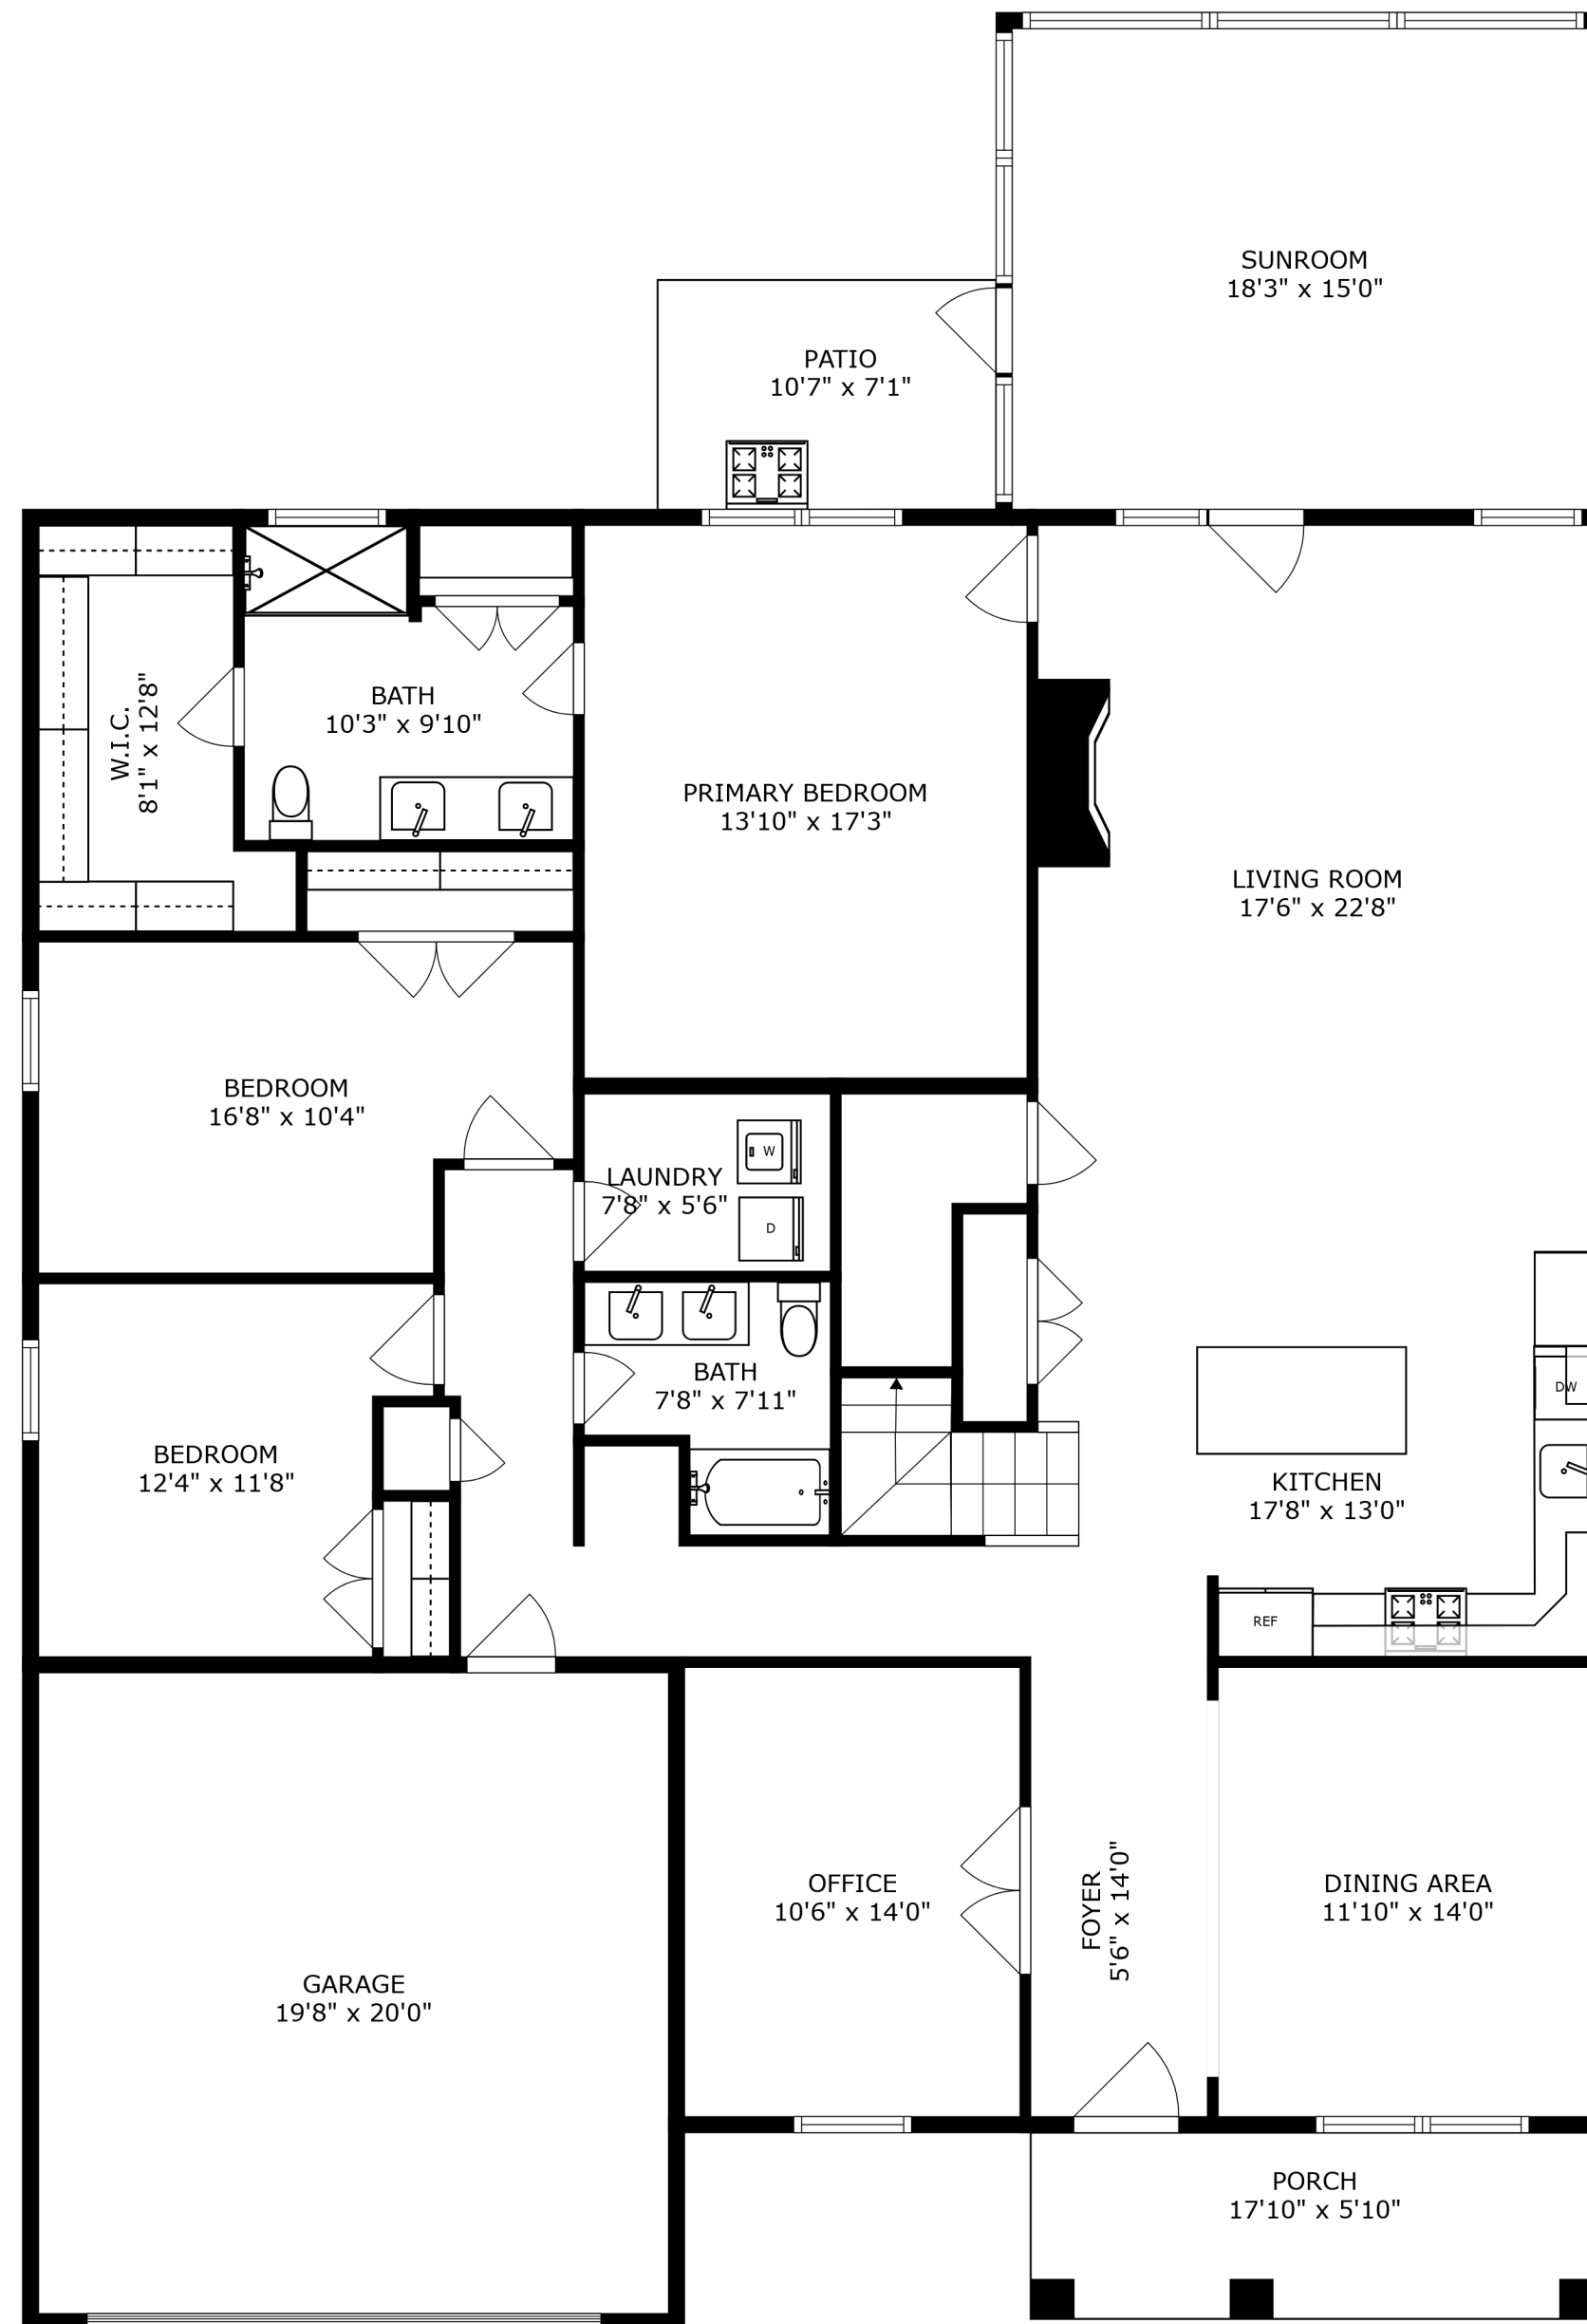 SUNROOM
18'3" x 15'0"
PATIO
10'7" x 7'1"
BATH
10'3" x 9'10"
W.I.C.
8'1" x 12'8"
PRIMARY BEDROOM
13'10" x 17'3"
LIVING ROOM
17'6" x 22'8"
BEDROOM
16'8" x 10'4"
W
LAUNDRY
7'8" x 5'6"
D
BATH
7'8" x 7'11"
DW
BEDROOM
12'4" x 11'8"
KITCHEN
17'8" x 13'0"
REF
OFFICE
10'6" x 14'0"
FOYER
5'6" x 14'0"
DINING AREA
11'10" x 14'0"
GARAGE
19'8" x 20'0"
PORCH
17'10" x 5'10"